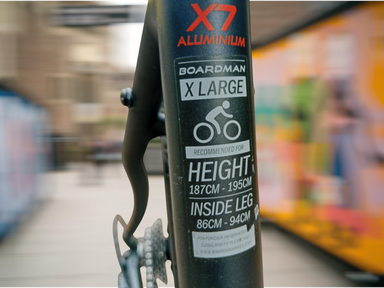 X7
ALUMINIUM
BOARDMAN
X LARGE
RECOMMENDED FOR
HEIGHT
187CM - 195CM
INSIDE LEG
86CM - 94CM